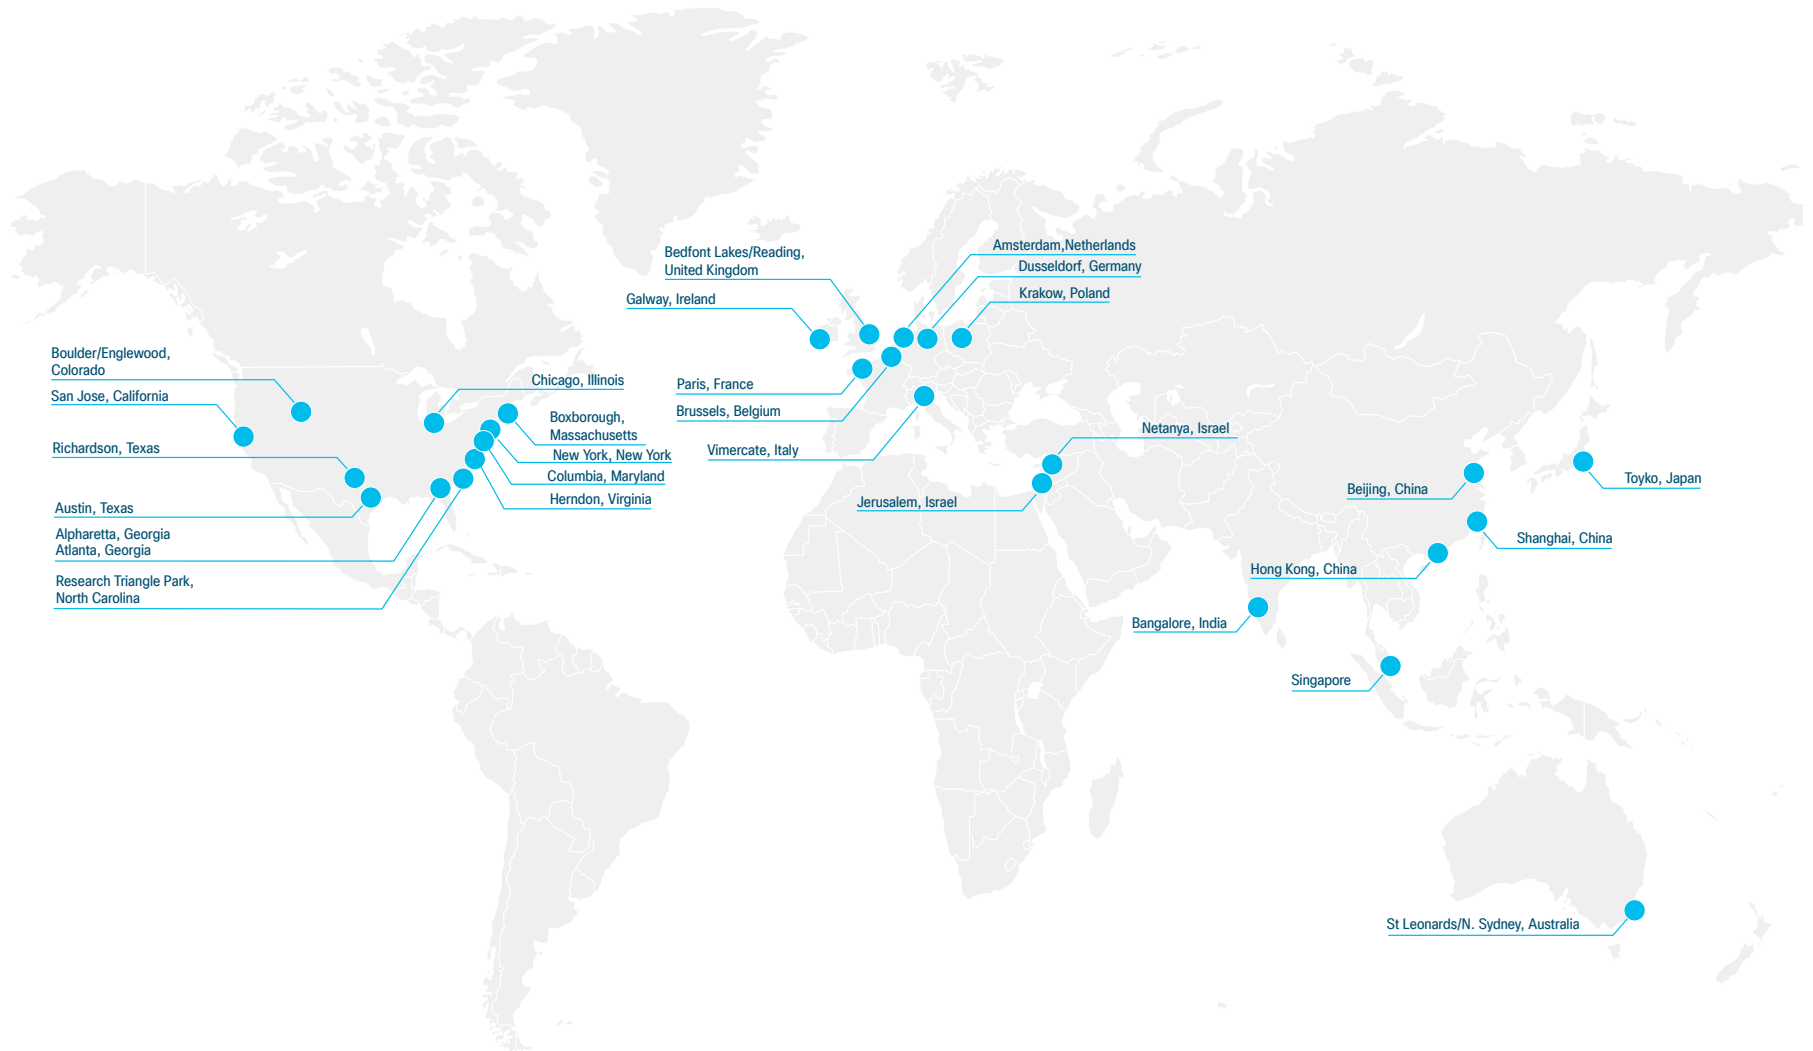 Boulder/Englewood,
Colorado
San Jose, California
Richardson, Texas
Austin, Texas
Alpharetta, Georgia
Atlanta, Georgia
Research Triangle Park,
North Carolina
Chicago, Illinois
Boxborough,
Massachusetts
New York, New York
Columbia, Maryland
Herndon, Virginia
Bedfont Lakes/Reading,
United Kingdom
Galway, Ireland
Paris, France
Brussels, Belgium
Vimercate, Italy
Amsterdam,Netherlands
Dusseldorf, Germany
Krakow, Poland
Netanya, Israel
Jerusalem, Israel
Beijing, China
Toyko, Japan
Shanghai, China
Hong Kong, China
Bangalore, India
Singapore
St Leonards/N. Sydney, Australia